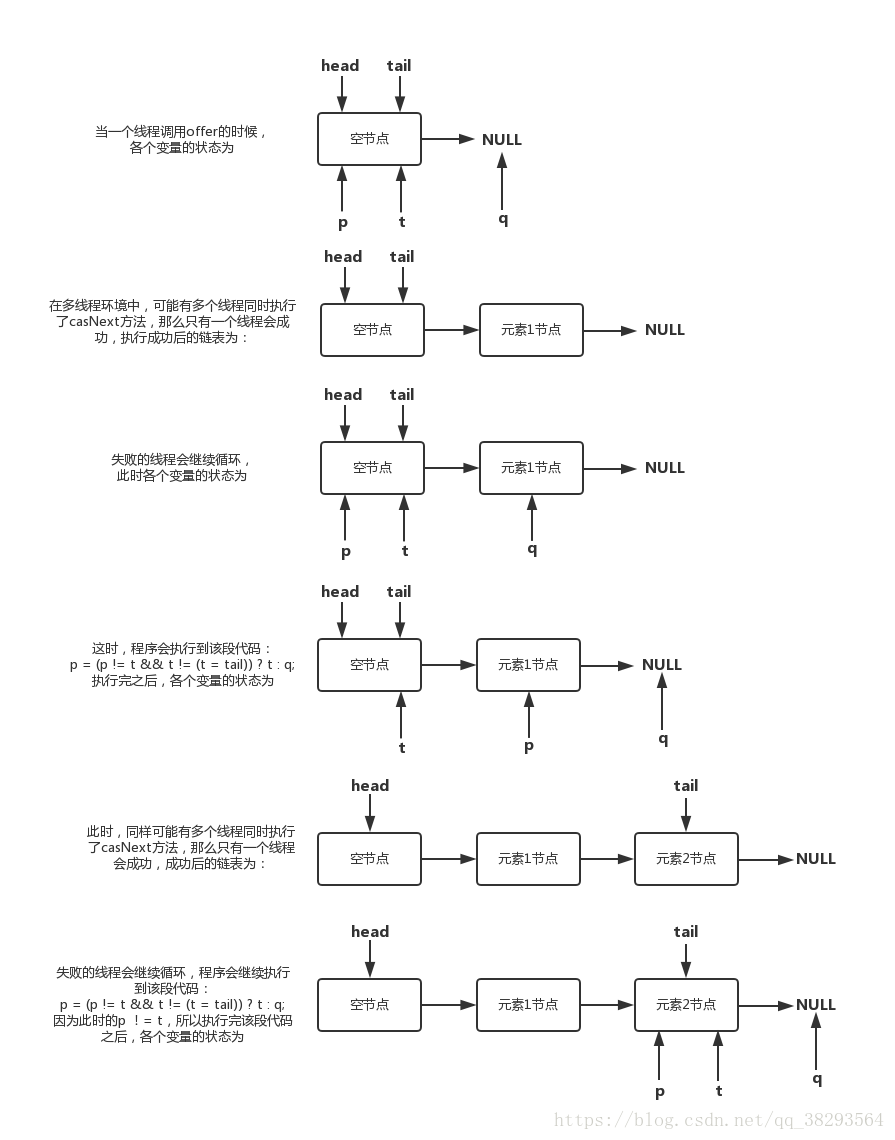 head tail
当一个线程调用offer的时候，
各个变量的状态为
空节点 NULL
p t q
head tail
在多线程环境中，可能有多个线程同时执行
了casNext方法，那么只有一个线程会成
功，执行成功后的链表为：
空节点 元素1节点 NULL
head tail
失败的线程会继续循环，
此时各个变量的状态为
空节点 元素1节点 NULL
p t q
head tail
这时，程序会执行到该段代码：
p = (p != t && t != (t = tail)) ? t : q;
执行完之后，各个变量的状态为
空节点 元素1节点 NULL
t p q
head tail
此时，同样可能有多个线程同时执行
了casNext方法，那么只有一个线程
会成功，成功后的链表为：
空节点 元素1节点 元素2节点 NULL
head tail
失败的线程会继续循环，程序会继续执行
到该段代码：
p = (p != t && t != (t = tail)) ? t : q;
因为此时的p ！= t，所以执行完该段代码
之后，各个变量的状态为
空节点 元素1节点 元素2节点 NULL
p t q
https://blog.csdn.net/qq_38293564